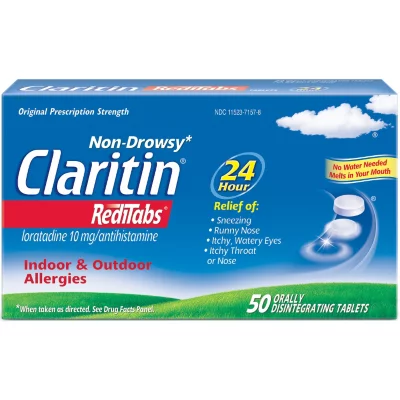 Original Prescription Strength
NDC 11523-7157-8
Non-Drowsy*
Claritin®
RediTabs®
loratadine 10 mg/antihistamine
Indoor & Outdoor
Allergies
24
Hour
Relief of:
• Sneezing
• Runny Nose
• Itchy, Watery Eyes
• Itchy Throat
or Nose
No Water Needed
Melts in Your Mouth
*When taken as directed. See Drug Facts Panel.
50 ORALLY
DISINTEGRATING TABLETS